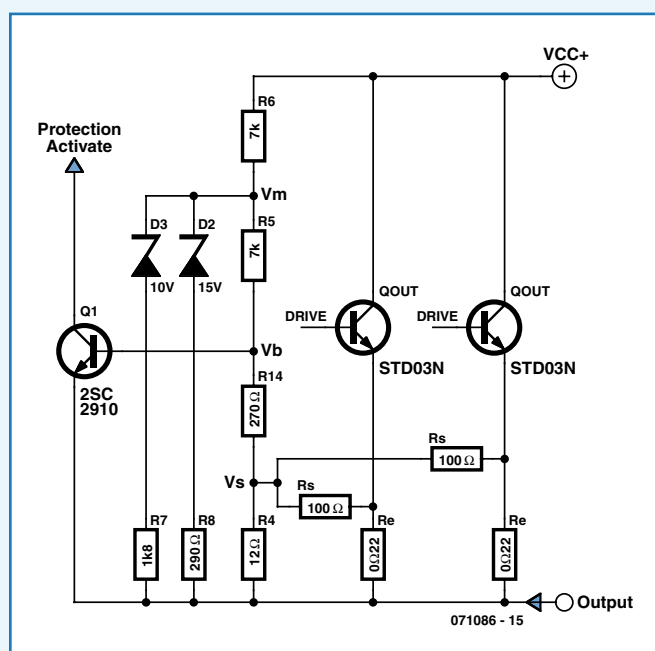 VCC+
R6
7k
Protection
Activate
Vm
R5
7k
D3
10V
D2
15V
QOUT
QOUT
DRIVE
DRIVE
STD03N
STD03N
Q1
2SC
2910
Vb
R14
270Ω
Rs
100Ω
Vs
Rs
100Ω
R7
1k8
R8
290Ω
R4
12Ω
Re
0Ω22
Re
0Ω22
Output
071086 - 15